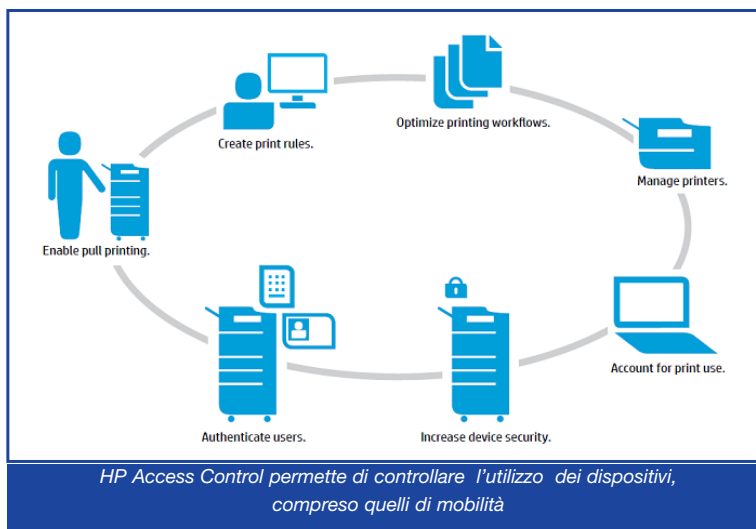 Create print rules.
Optimize printing workflows.
Manage printers.
Enable pull printing.
Account for print use.
Authenticate users.
Increase device security.
HP Access Control permette di controllare l'utilizzo dei dispositivi,
compreso quelli di mobilità